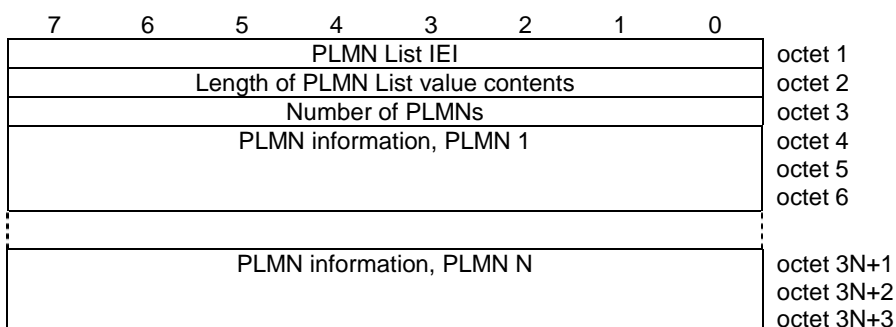 7 6 5 4 3 2 1 0
PLMN List IEI octet 1
Length of PLMN List value contents octet 2
Number of PLMNs octet 3
PLMN information, PLMN 1 octet 4
octet 5
octet 6
PLMN information, PLMN N octet 3N+1
octet 3N+2
octet 3N+3